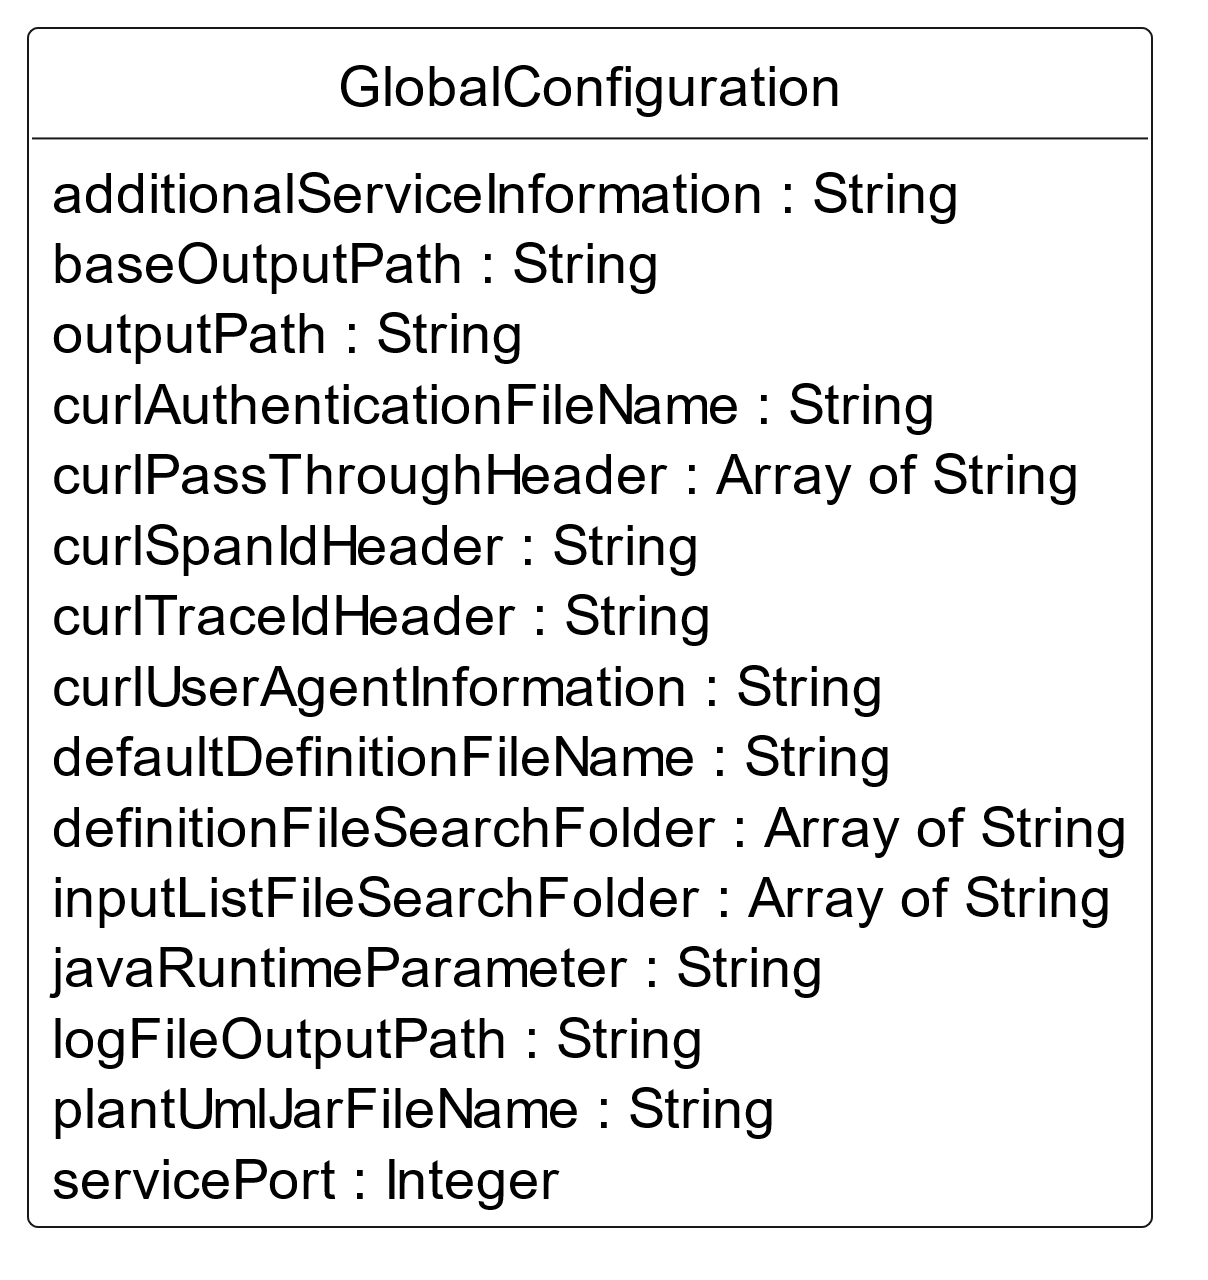 GlobalConfiguration
additionalServiceInformation : String
baseOutputPath : String
outputPath : String
curlAuthenticationFileName : String
curlPassThroughHeader : Array of String
curlSpanIdHeader : String
curlTraceIdHeader : String
curlUserAgentInformation : String
defaultDefinitionFileName : String
definitionFileSearchFolder : Array of String
inputListFileSearchFolder : Array of String
javaRuntimeParameter : String
logFileOutputPath : String
plantUmlJarFileName : String
servicePort : Integer